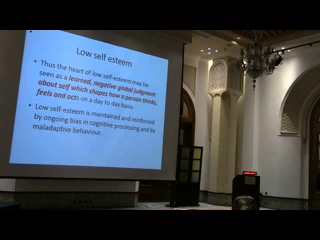 Low self esteem
• Thus the heart of low self-esteem may be
seen as a learned, negative global judgment
about self which shapes how a person thinks,
feels and acts on a day to day basis.
• Low self-esteem is maintained and reinforced
by ongoing bias in cognitive processing and by
maladaptive behaviour.